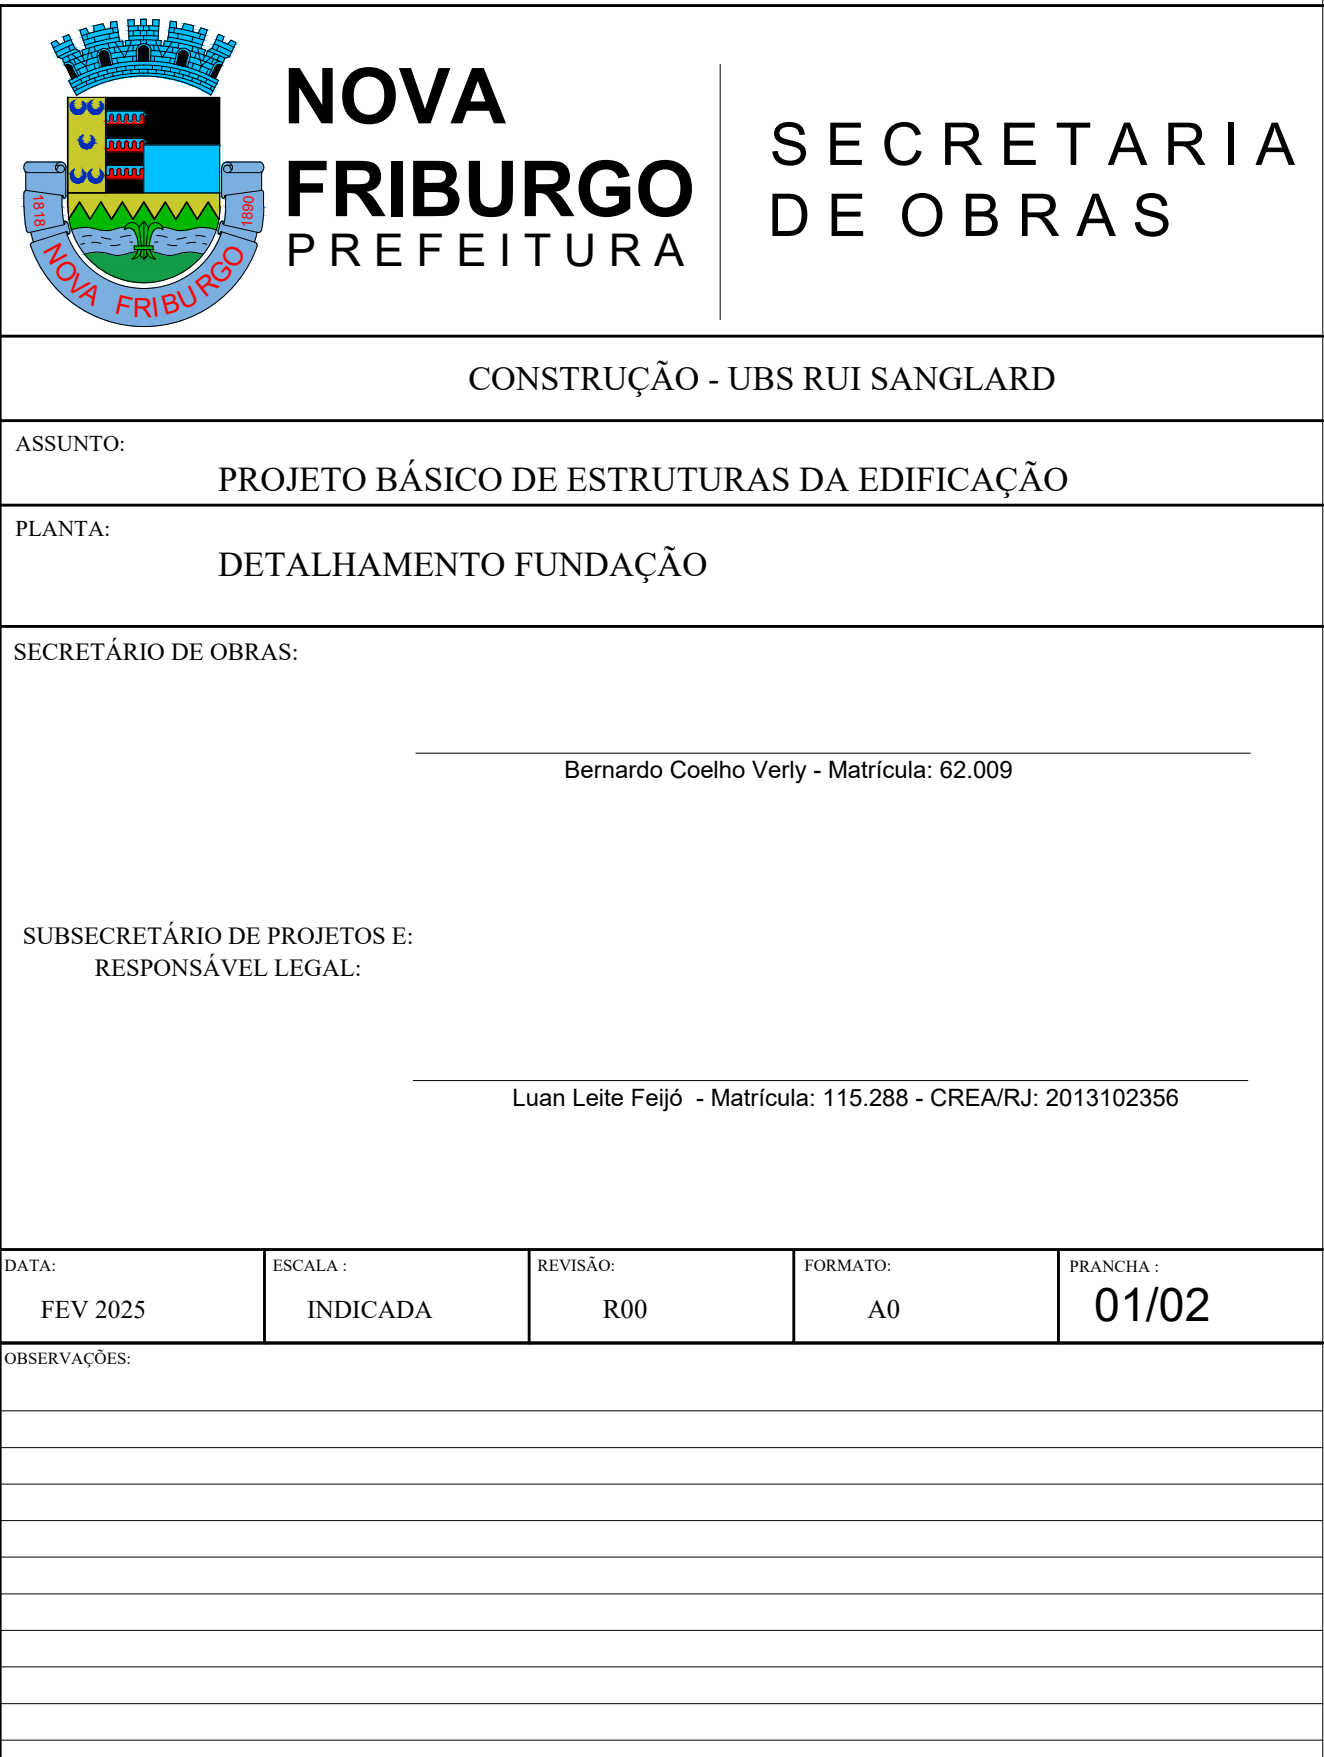 NOVA
FRIBURGO
PREFEITURA
SECRETARIA
DE OBRAS
1818
1890
NOVA FRIBURGO
CONSTRUÇÃO - UBS RUI SANGLARD
ASSUNTO:
PROJETO BÁSICO DE ESTRUTURAS DA EDIFICAÇÃO
PLANTA:
DETALHAMENTO FUNDAÇÃO
SECRETÁRIO DE OBRAS:
Bernardo Coelho Verly - Matrícula: 62.009
SUBSECRETÁRIO DE PROJETOS E:
RESPONSÁVEL LEGAL:
Luan Leite Feijó - Matrícula: 115.288 - CREA/RJ: 2013102356
DATA:
FEV 2025
ESCALA :
INDICADA
REVISÃO:
R00
FORMATO:
A0
PRANCHA :
01/02
OBSERVAÇÕES: